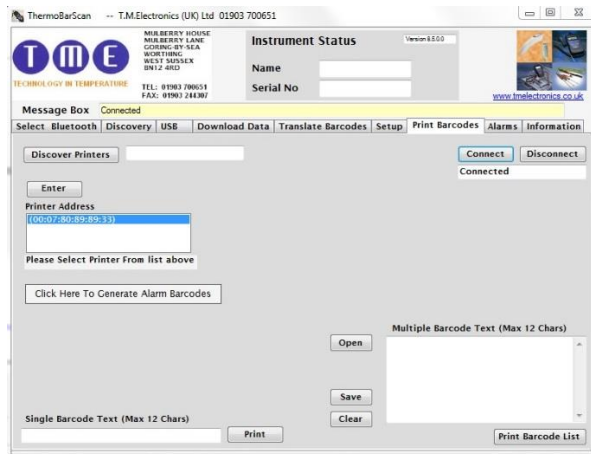 ThermoBarScan -- T.M.Electronics (UK) Ltd 01903 700651
TME
TECHNOLOGY IN TEMPERATURE
MULBERRY HOUSE
MULBERRY LANE
GORING-BY-SEA
WORTHING
WEST SUSSEX
BN12 4RD
TEL: 01903 700651
FAX: 01903 244307
Instrument Status
Version 8.5.0.0
Name
Serial No
www.tmelectronics.co.uk
Message Box Connected
Select Bluetooth Discovery USB Download Data Translate Barcodes Setup Print Barcodes Alarms Information
Discover Printers
Connect Disconnect
Connected
Enter
Printer Address
(00:07:80:89:89:33)
Please Select Printer From list above
Click Here To Generate Alarm Barcodes
Multiple Barcode Text (Max 12 Chars)
Open
Save
Clear
Single Barcode Text (Max 12 Chars)
Print
Print Barcode List